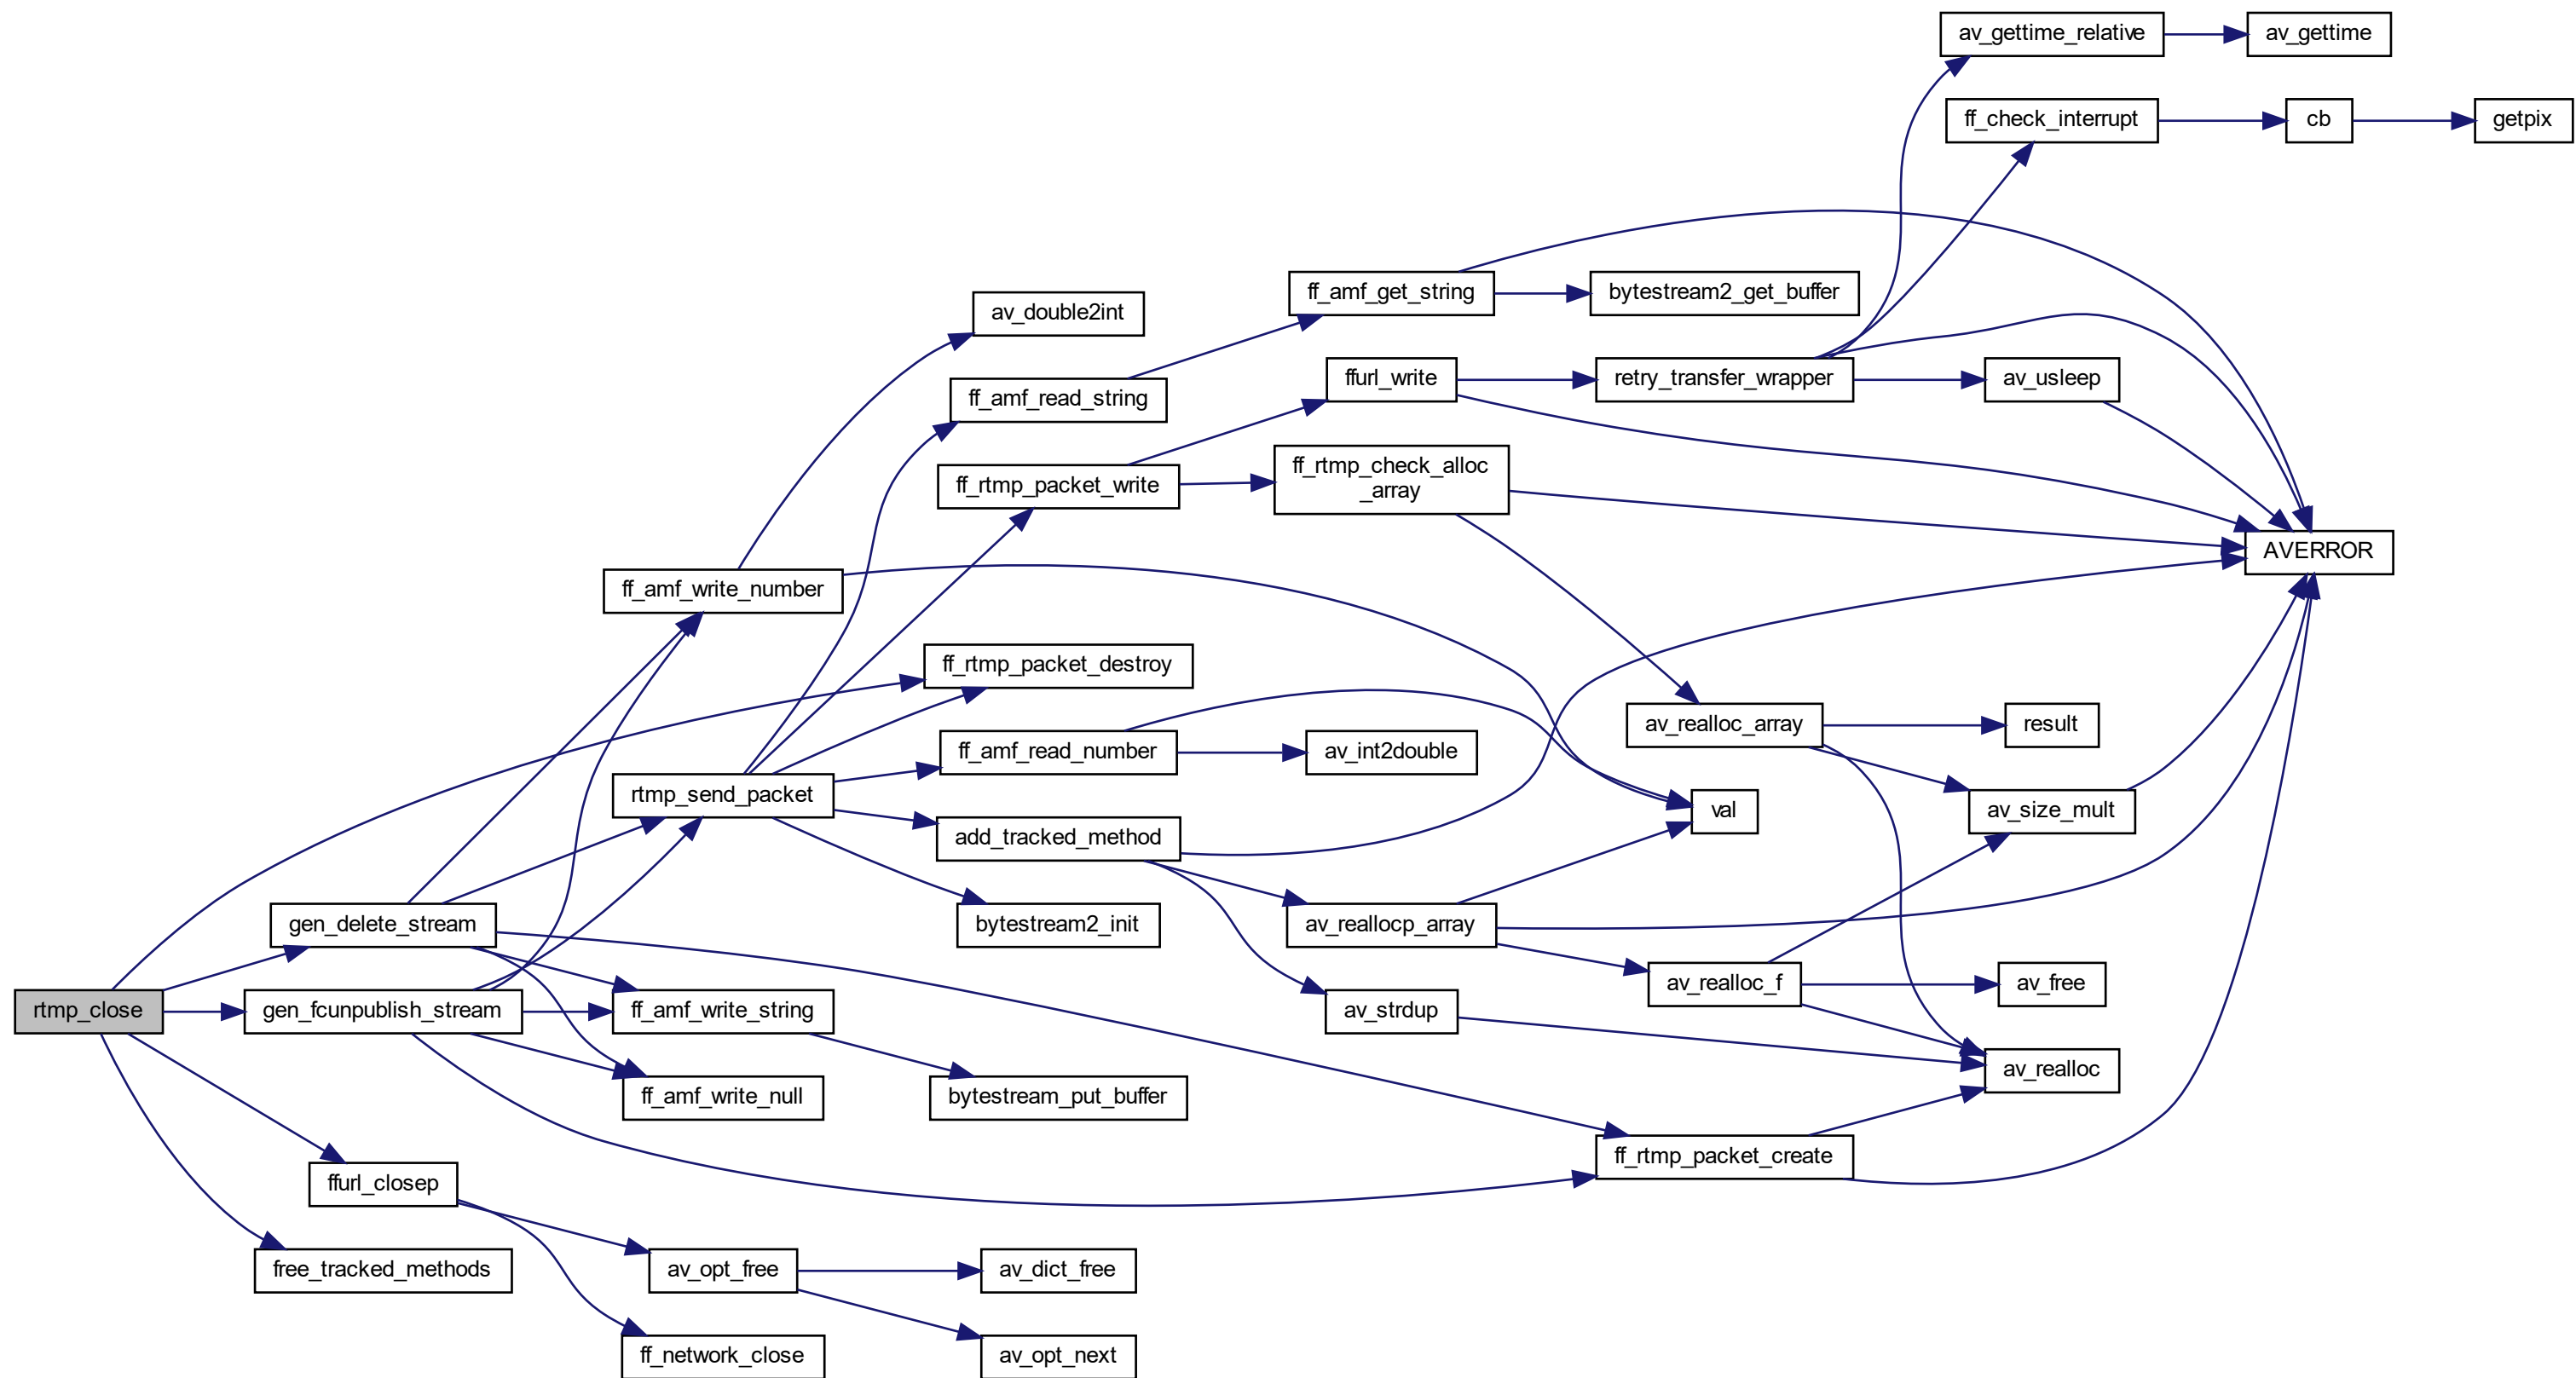 av_gettime_relative
av_gettime
ff_check_interrupt
cb
getpix
ff_amf_get_string
bytestream2_get_buffer
av_double2int
ff_amf_read_string
ffurl_write
retry_transfer_wrapper
av_usleep
ff_rtmp_packet_write
ff_rtmp_check_alloc
_array
AVERROR
ff_amf_write_number
ff_rtmp_packet_destroy
ff_amf_read_number
av_int2double
av_realloc_array
result
rtmp_send_packet
add_tracked_method
val
av_size_mult
gen_delete_stream
bytestream2_init
av_reallocp_array
av_realloc_f
av_free
rtmp_close
gen_fcunpublish_stream
ff_amf_write_string
av_strdup
av_realloc
ff_amf_write_null
bytestream_put_buffer
ff_rtmp_packet_create
ffurl_closep
free_tracked_methods
av_opt_free
av_dict_free
ff_network_close
av_opt_next